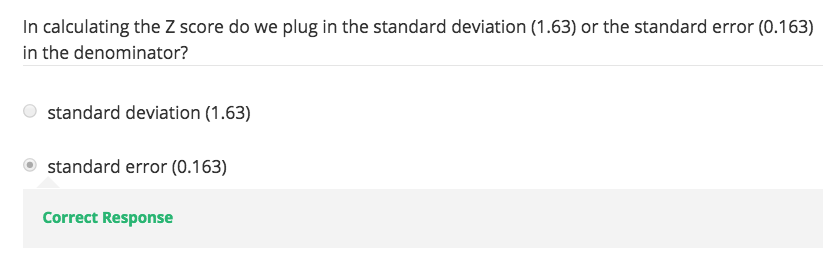 In calculating the Z score do we plug in the standard deviation (1.63) or the standard error (0.163)
in the denominator?
standard deviation (1.63)
standard error (0.163)
Correct Response